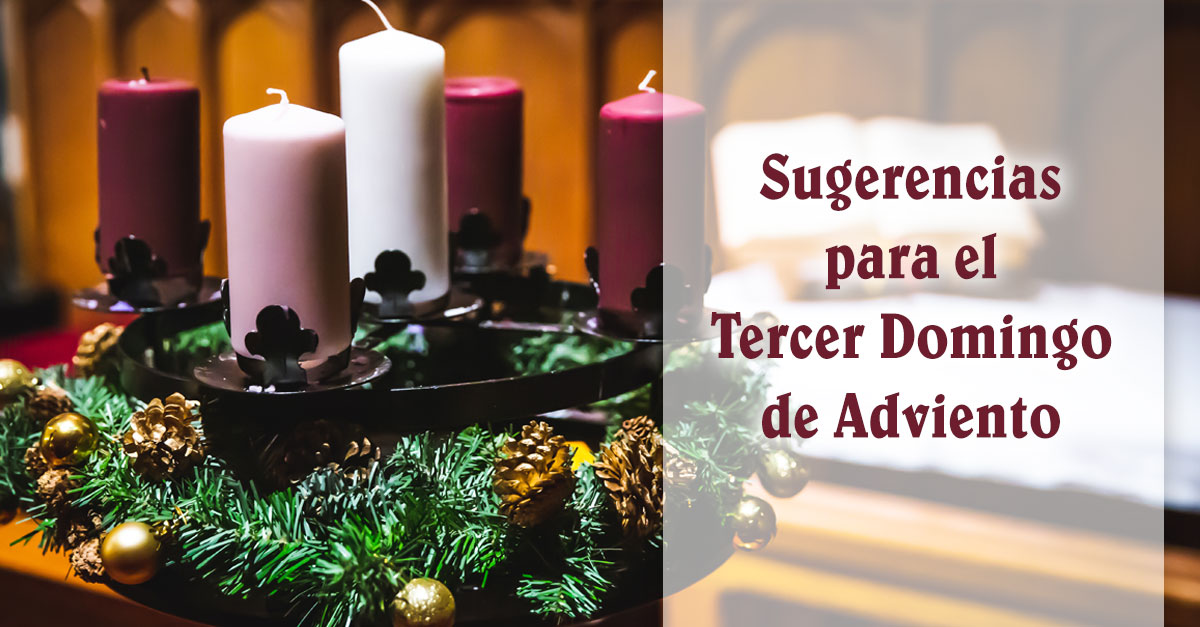 Sugerencias
para el
Tercer Domingo
de Adviento